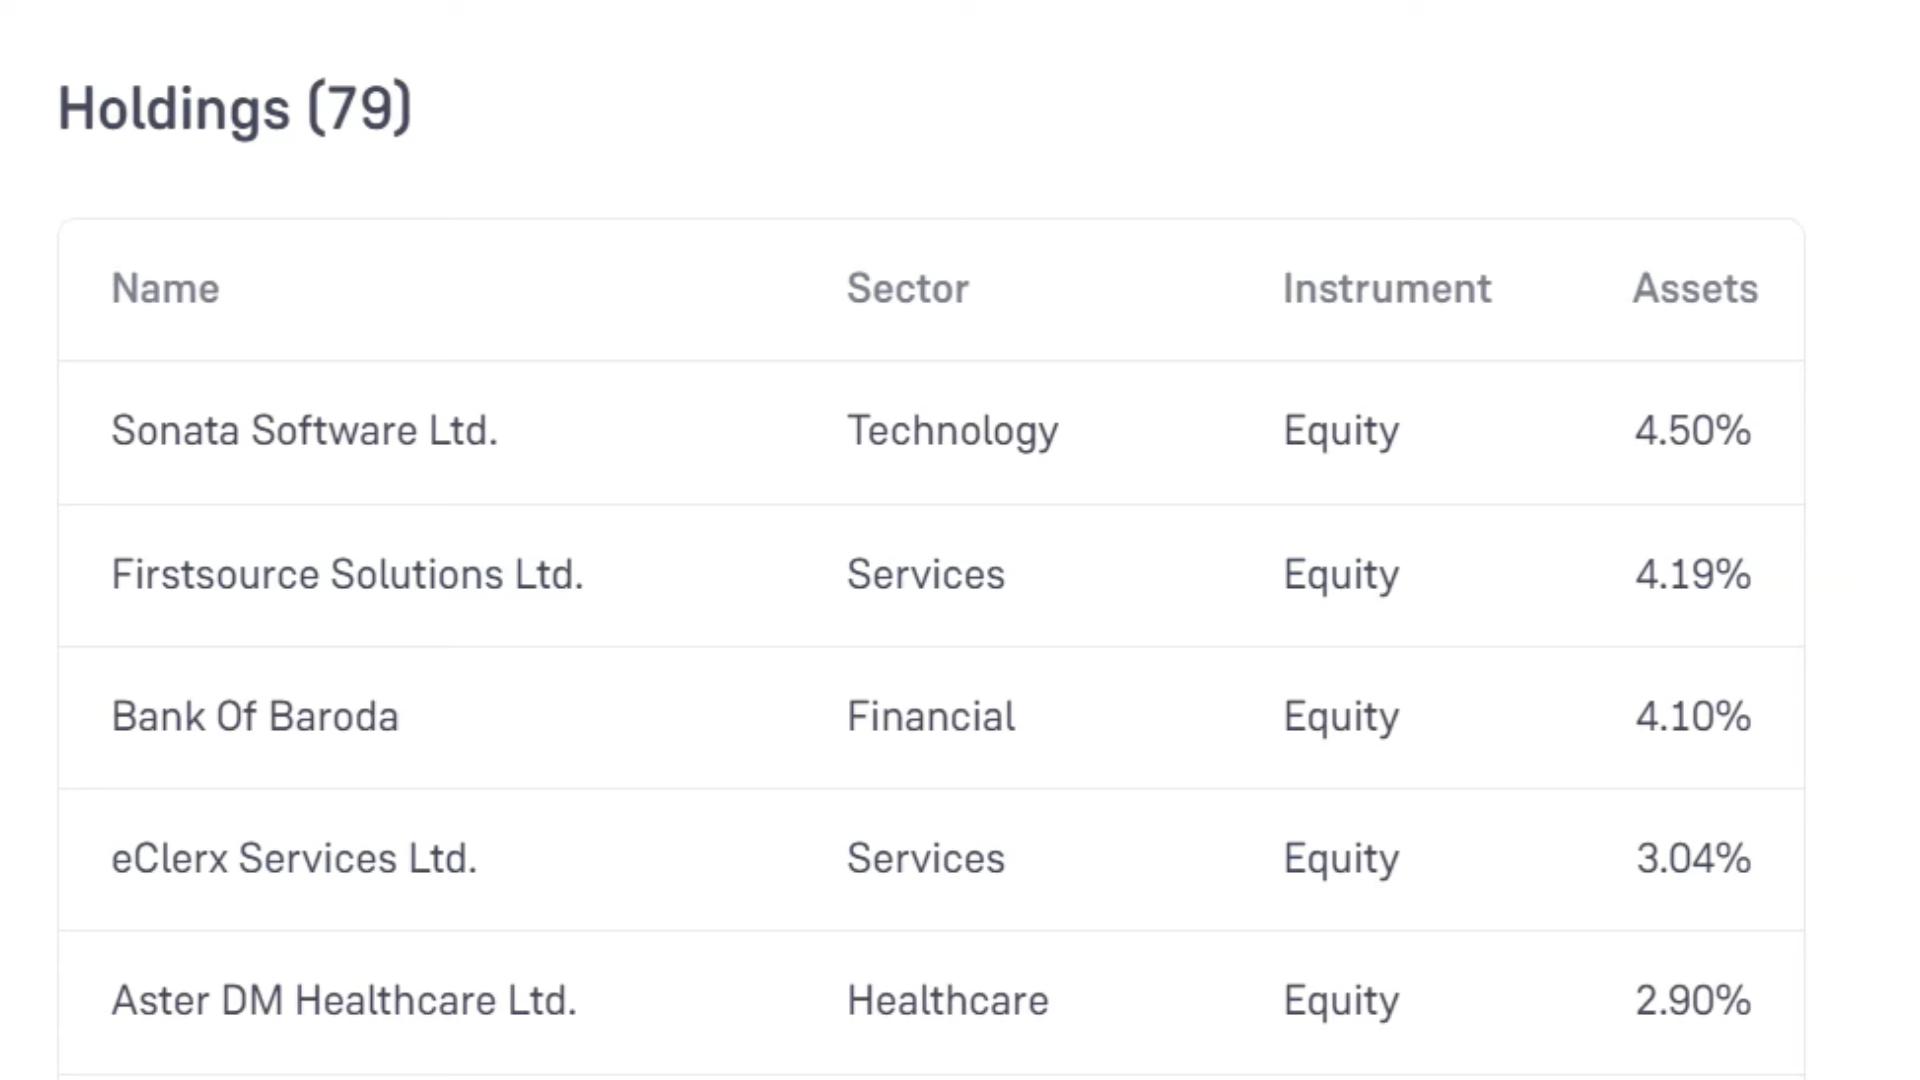 Holdings (79)
Name Sector Instrument Assets
Sonata Software Ltd. Technology Equity 4.50%
Firstsource Solutions Ltd. Services Equity 4.19%
Bank Of Baroda Financial Equity 4.10%
eClerx Services Ltd. Services Equity 3.04%
Aster DM Healthcare Ltd. Healthcare Equity 2.90%